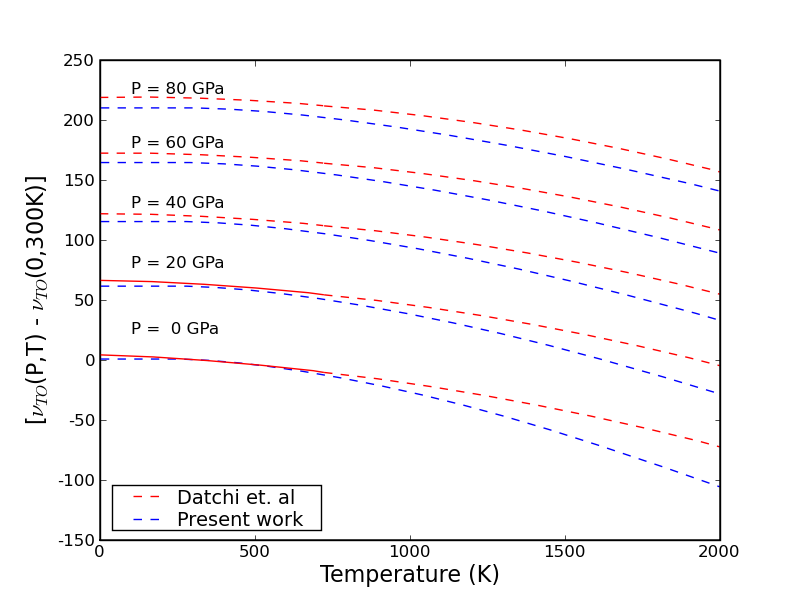 250
200
150
100
50
0
-50
-100
-150
[ν_TO(P,T) - ν_TO(0,300K)]
P = 80 GPa
P = 60 GPa
P = 40 GPa
P = 20 GPa
P =  0 GPa
Datchi et. al
Present work
0
500
1000
1500
2000
Temperature (K)